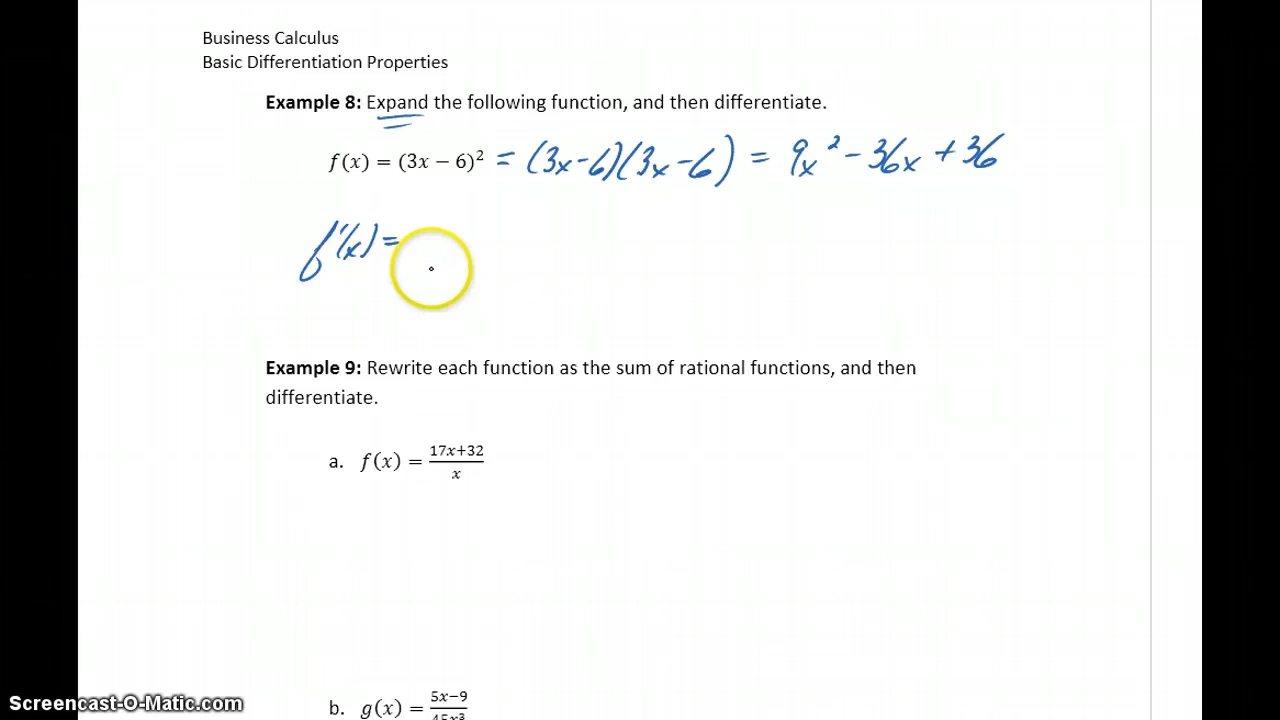 Business Calculus
Basic Differentiation Properties
Example 8: Expand the following function, and then differentiate.
f(x) = (3x − 6)² = (3x-6)(3x-6) = 9x² - 36x + 36
f'(x) =
Example 9: Rewrite each function as the sum of rational functions, and then
differentiate.
a. f(x) = 17x+32 / x
b. g(x) = 5x−9 / 45x³
Screencast-O-Matic.com